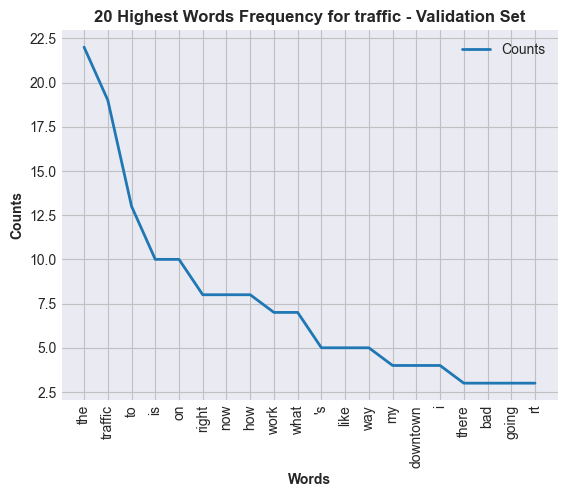 20 Highest Words Frequency for traffic - Validation Set
Counts
22.5
20.0
17.5
15.0
12.5
10.0
7.5
5.0
2.5
Counts
the
traffic
to
is
on
right
now
how
work
what
's
like
way
my
downtown
i
there
bad
going
rt
Words